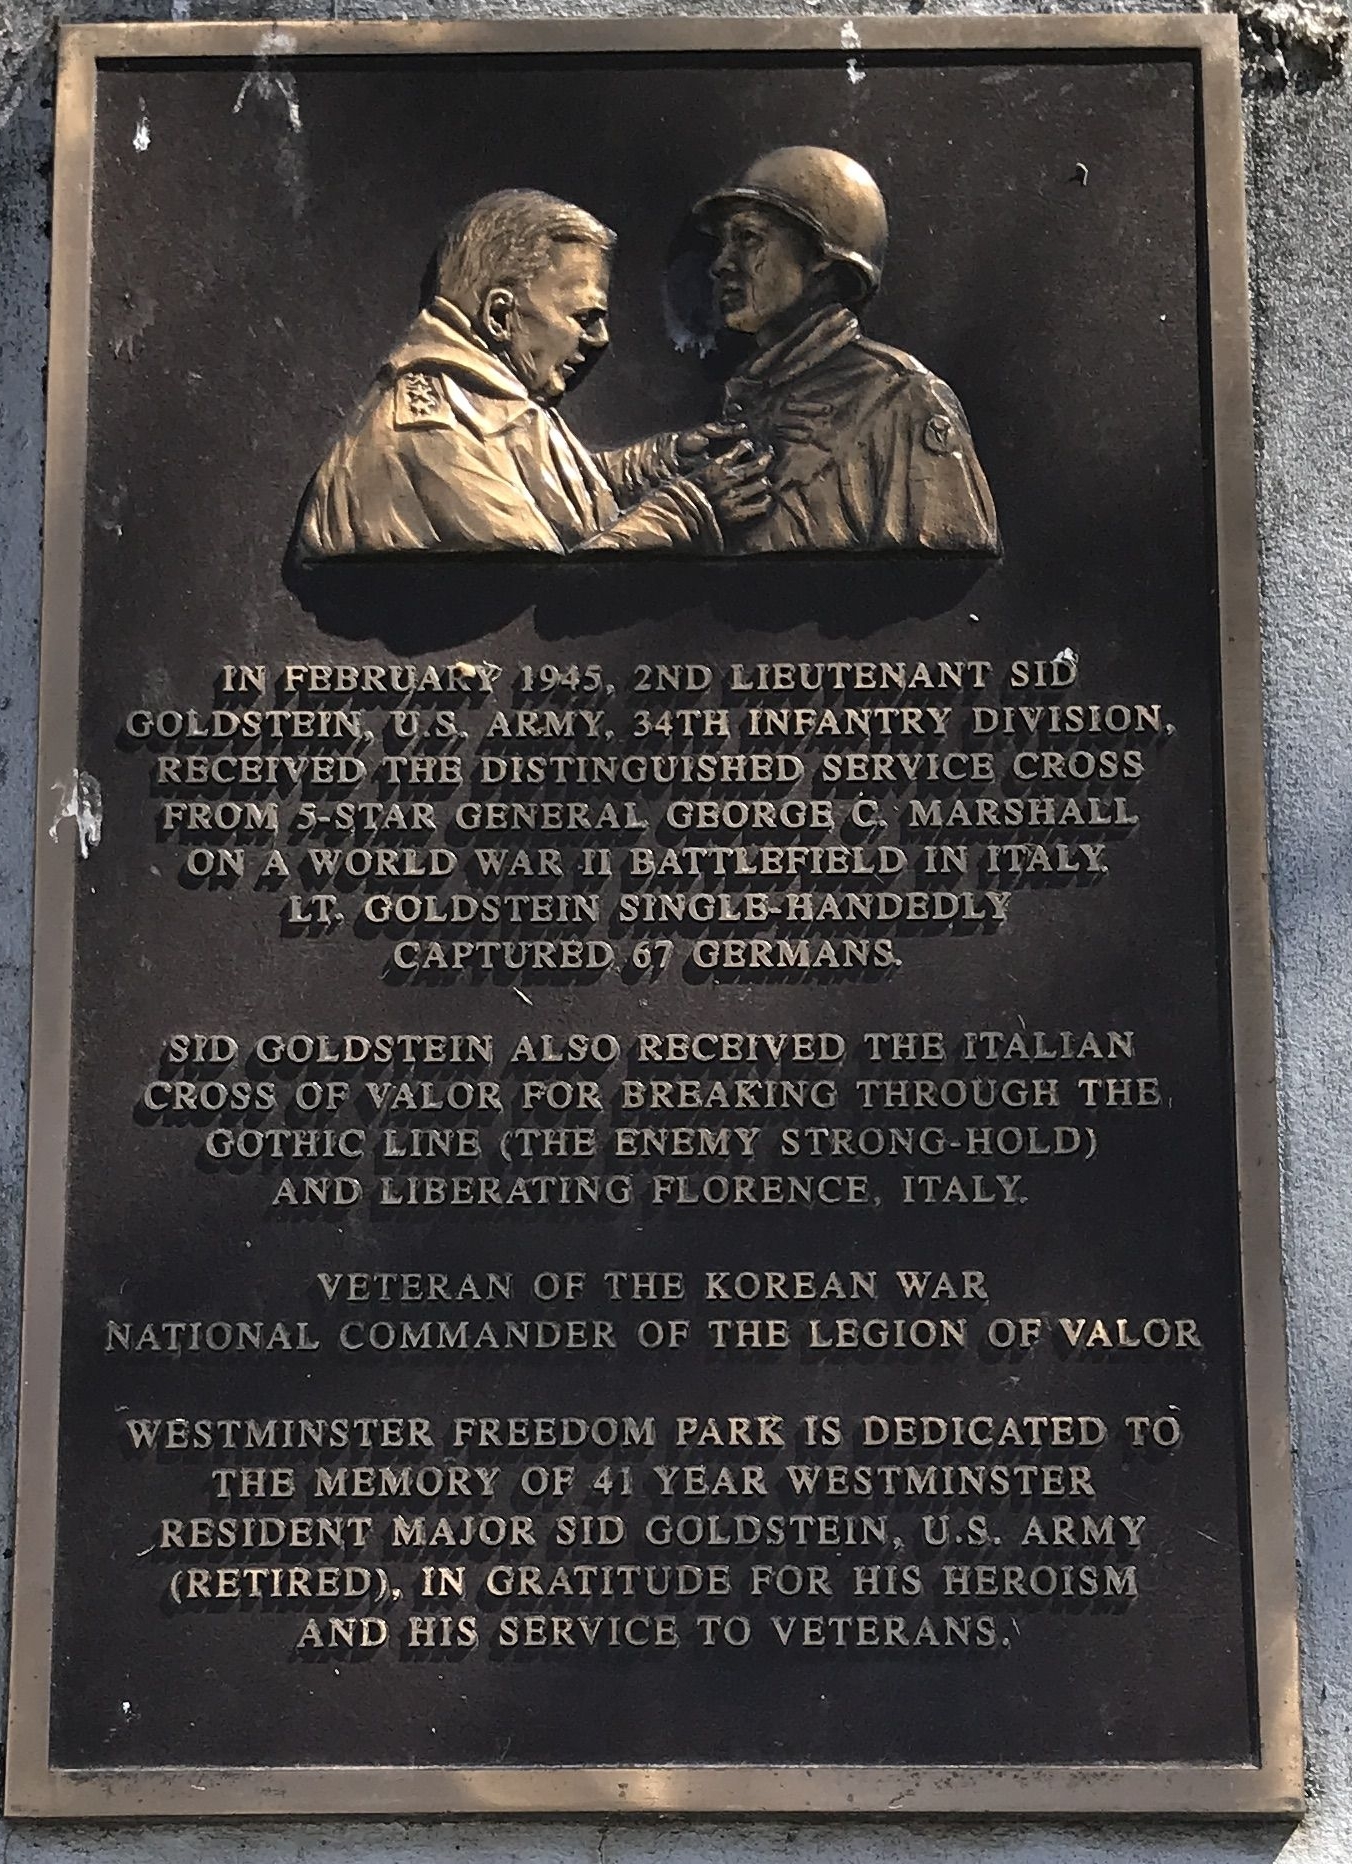 IN FEBRUARY 1945, 2ND LIEUTENANT SID
GOLDSTEIN, U.S. ARMY, 34TH INFANTRY DIVISION,
RECEIVED THE DISTINGUISHED SERVICE CROSS
FROM 5-STAR GENERAL GEORGE C. MARSHALL
ON A WORLD WAR II BATTLEFIELD IN ITALY.
LT. GOLDSTEIN SINGLE-HANDEDLY
CAPTURED 67 GERMANS.
SID GOLDSTEIN ALSO RECEIVED THE ITALIAN
CROSS OF VALOR FOR BREAKING THROUGH THE
GOTHIC LINE (THE ENEMY STRONG-HOLD)
AND LIBERATING FLORENCE, ITALY.
VETERAN OF THE KOREAN WAR
NATIONAL COMMANDER OF THE LEGION OF VALOR
WESTMINSTER FREEDOM PARK IS DEDICATED TO
THE MEMORY OF 41 YEAR WESTMINSTER
RESIDENT MAJOR SID GOLDSTEIN, U.S. ARMY
(RETIRED), IN GRATITUDE FOR HIS HEROISM
AND HIS SERVICE TO VETERANS.